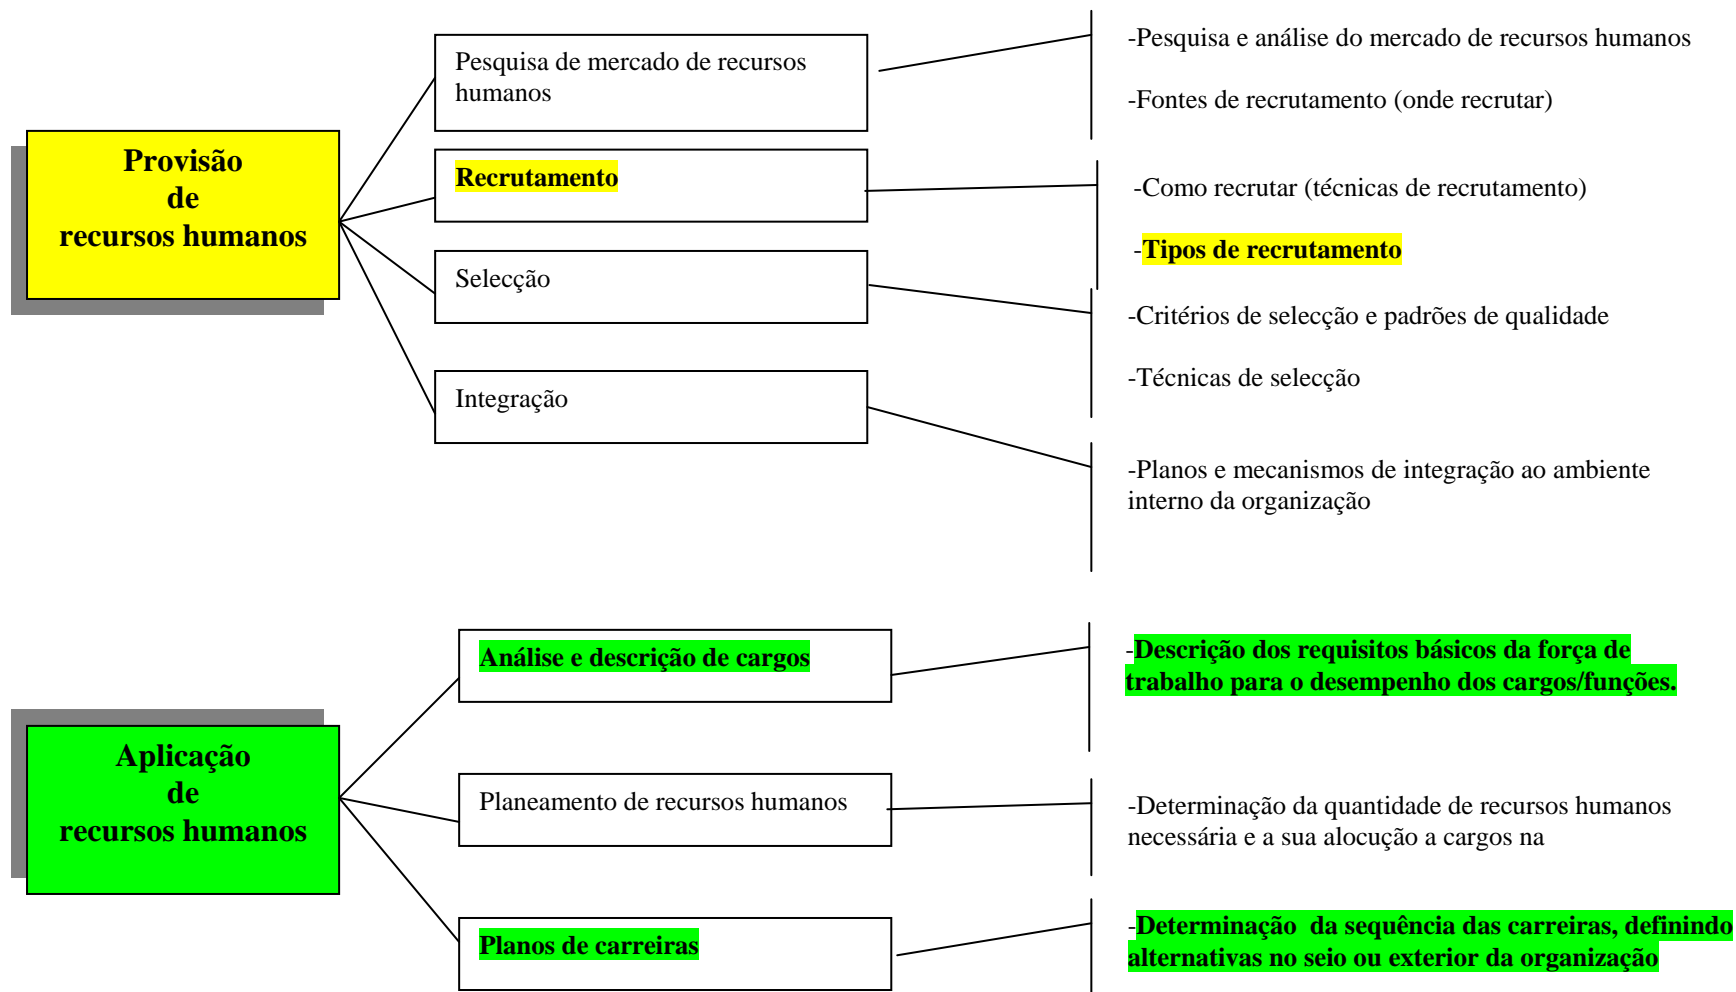 Provisão
de
recursos humanos
Pesquisa de mercado de recursos
humanos
-Pesquisa e análise do mercado de recursos humanos
-Fontes de recrutamento (onde recrutar)
Recrutamento
-Como recrutar (técnicas de recrutamento)
-Tipos de recrutamento
Selecção
-Critérios de selecção e padrões de qualidade
-Técnicas de selecção
Integração
-Planos e mecanismos de integração ao ambiente
interno da organização
Aplicação
de
recursos humanos
Análise e descrição de cargos
-Descrição dos requisitos básicos da força de
trabalho para o desempenho dos cargos/funções.
Planeamento de recursos humanos
-Determinação da quantidade de recursos humanos
necessária e a sua alocução a cargos na
Planos de carreiras
-Determinação  da sequência das carreiras, definindo
alternativas no seio ou exterior da organização